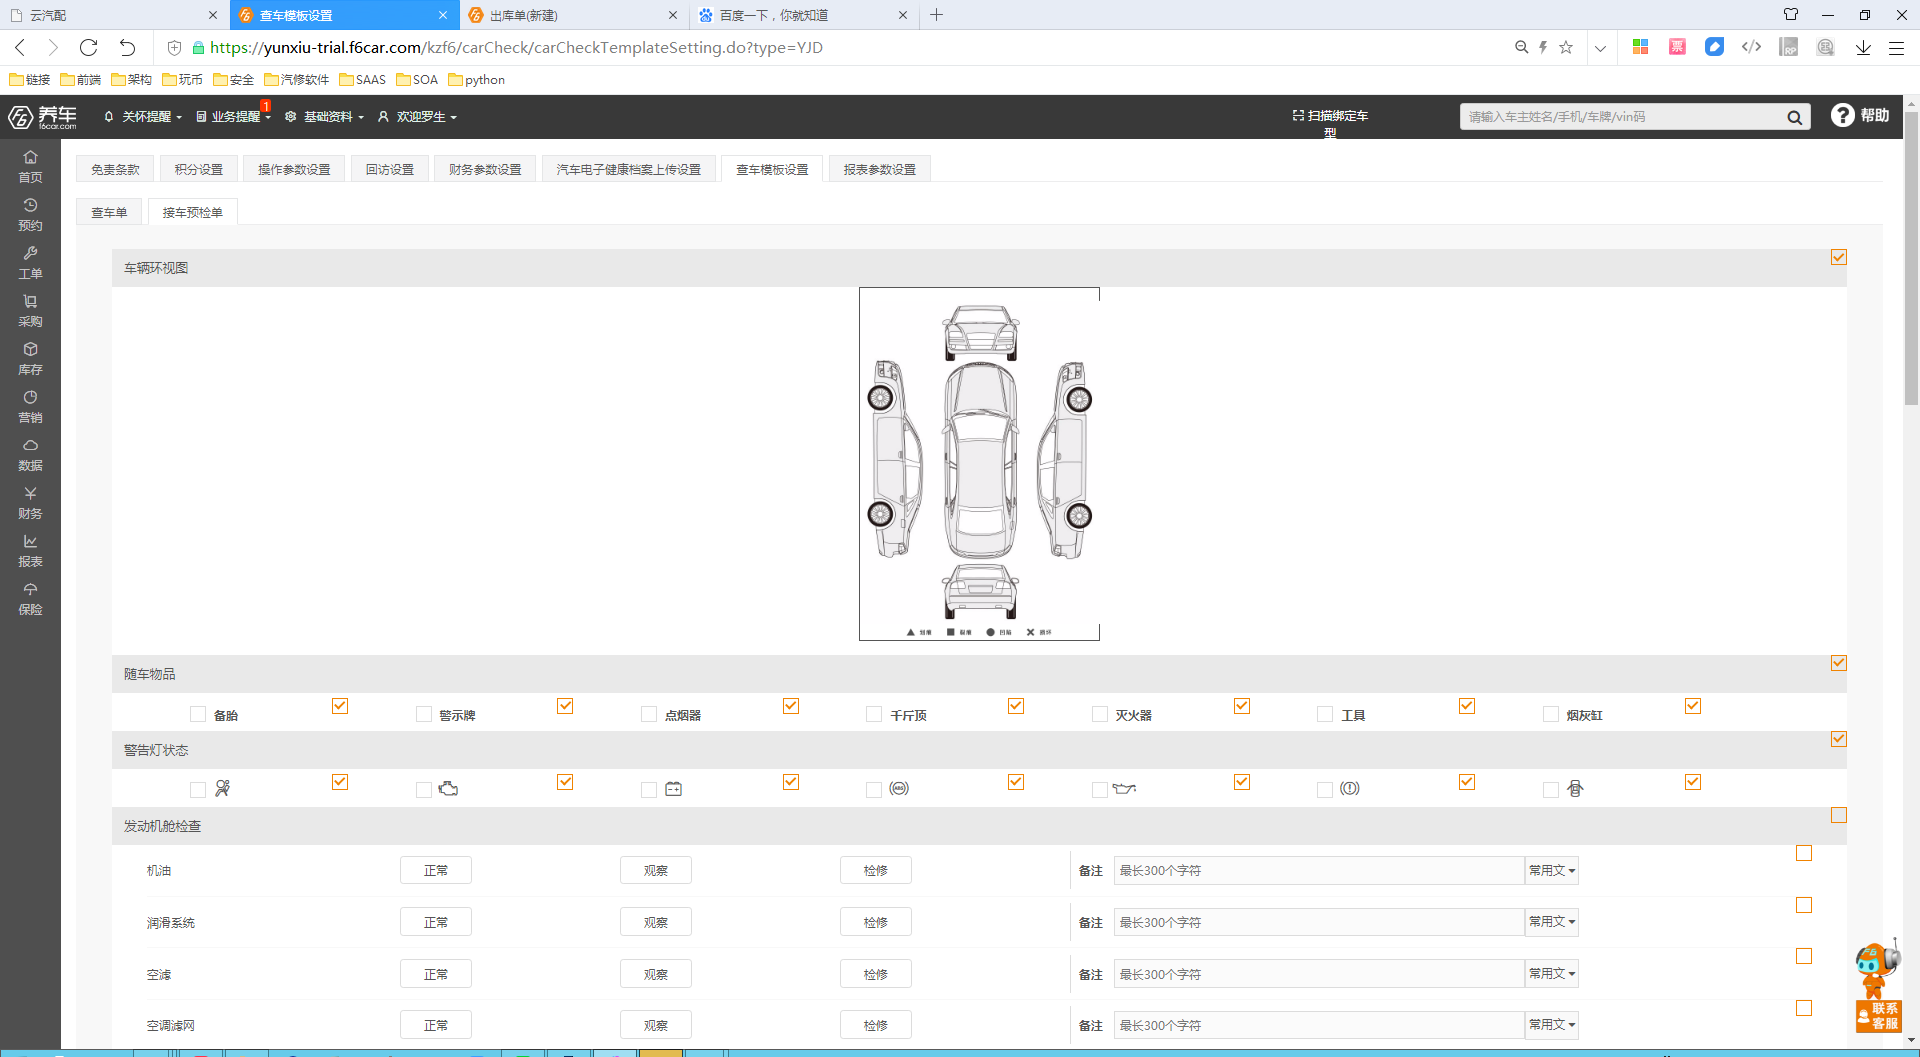 云汽配
查车模板设置
出库单(新建)
百度一下，你就知道
https://yunxiu-trial.f6car.com/kzf6/carCheck/carCheckTemplateSetting.do?type=YJD
票
RP
链接 前端 架构 玩币 安全 汽修软件 SAAS SOA python
养车
f6car.com
关怀提醒 业务提醒 1 基础资料 欢迎罗生
扫描绑定车型
请输入车主姓名/手机/车牌/vin码
帮助
首页
预约
工单
采购
库存
营销
数据
财务
报表
保险
免责条款 积分设置 操作参数设置 回访设置 财务参数设置 汽车电子健康档案上传设置 查车模板设置 报表参数设置
查车单 接车预检单
车辆环视图
随车物品
备胎 警示牌 点烟器 千斤顶 灭火器 工具 烟灰缸
警告灯状态
ABS
发动机舱检查
机油 正常 观察 检修 备注 最长300个字符 常用文
润滑系统 正常 观察 检修 备注 最长300个字符 常用文
空滤 正常 观察 检修 备注 最长300个字符 常用文
空调滤网 正常 观察 检修 备注 最长300个字符 常用文
联系
客服